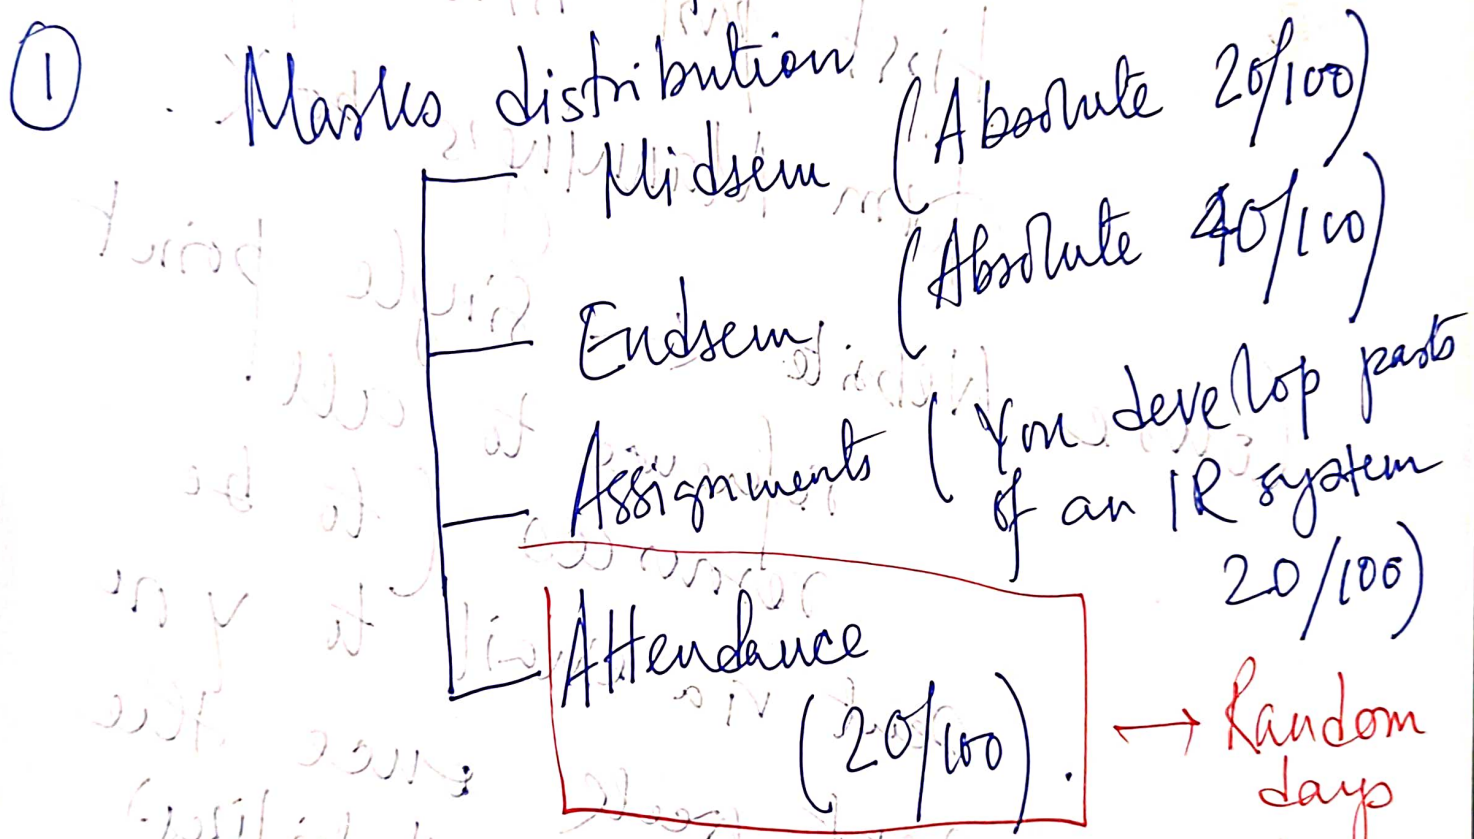 ① Marks distribution
Midsem (Absolute 20/100)
Endsem (Absolute 40/100)
Assignments (You develop parts
of an IR system
20/100)
Attendance
(20/100). → Random
days